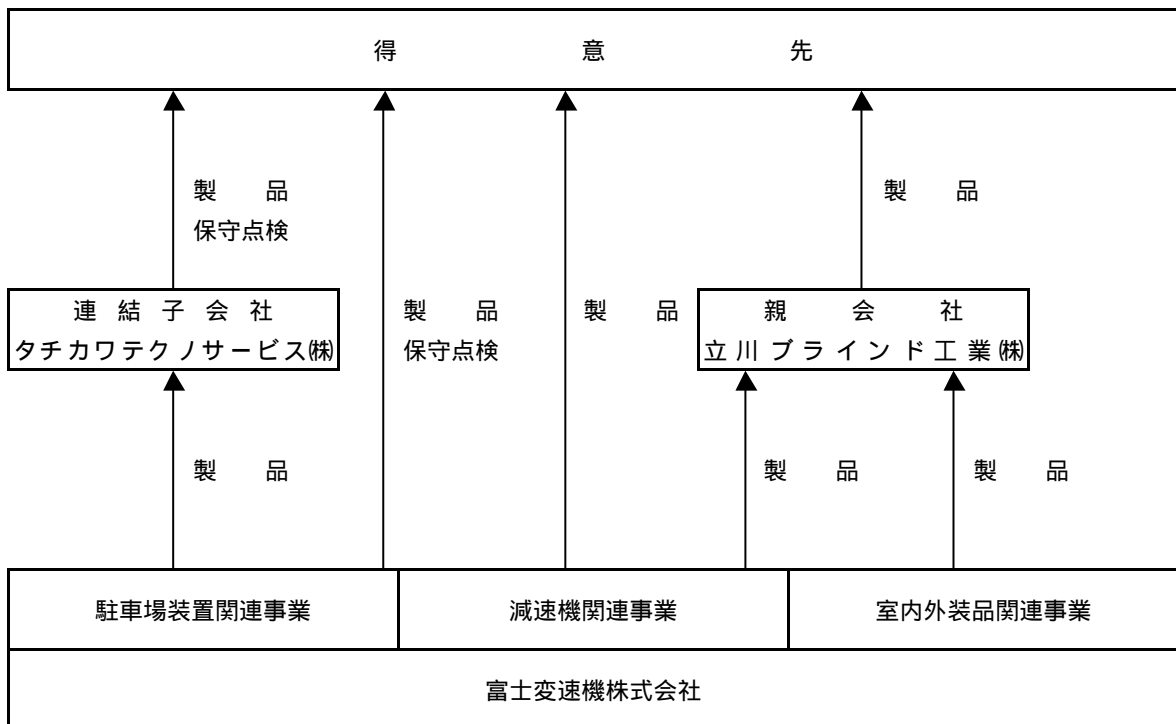 得意先
製品
保守点検
製品
連結子会社
タチカワテクノサービス㈱
製品
保守点検
製品
親会社
立川ブラインド工業㈱
製品
製品
製品
駐車場装置関連事業
減速機関連事業
室内外装品関連事業
富士変速機株式会社